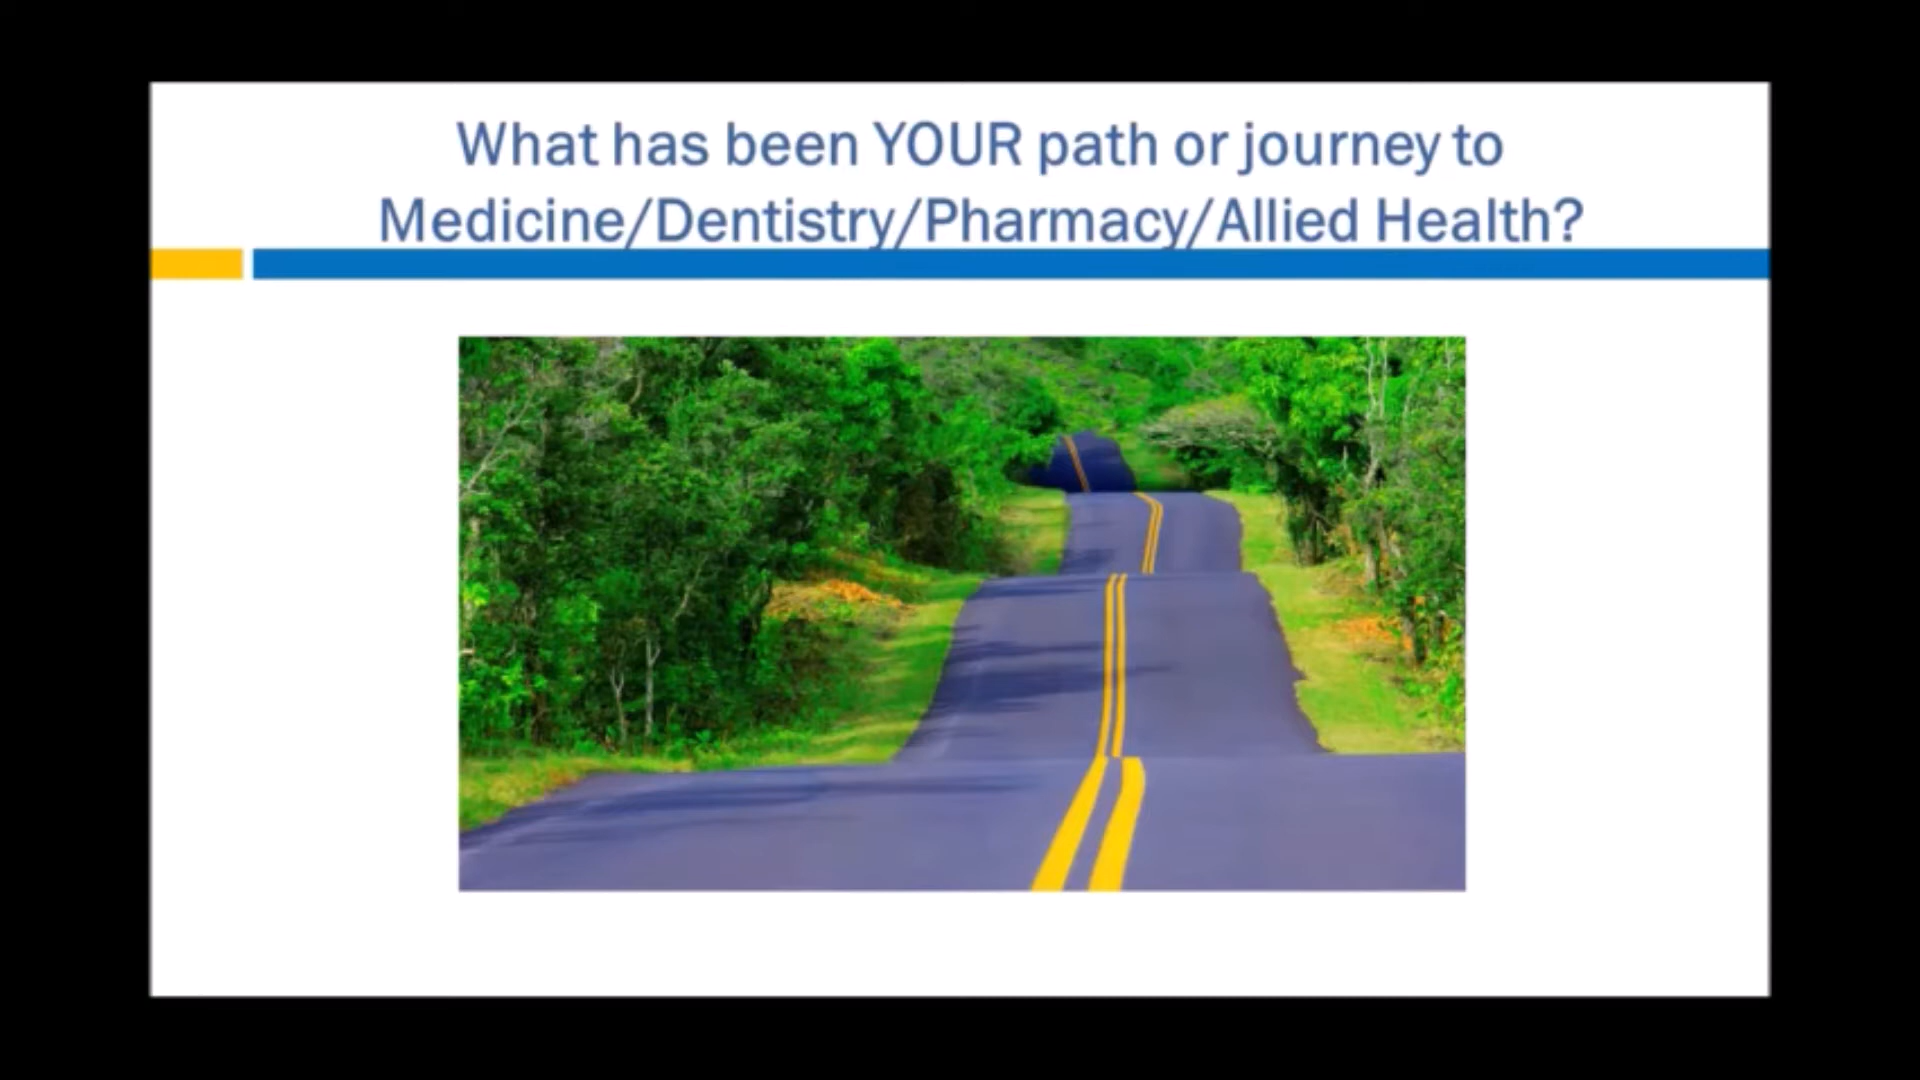 What has been YOUR path or journey to
Medicine/Dentistry/Pharmacy/Allied Health?